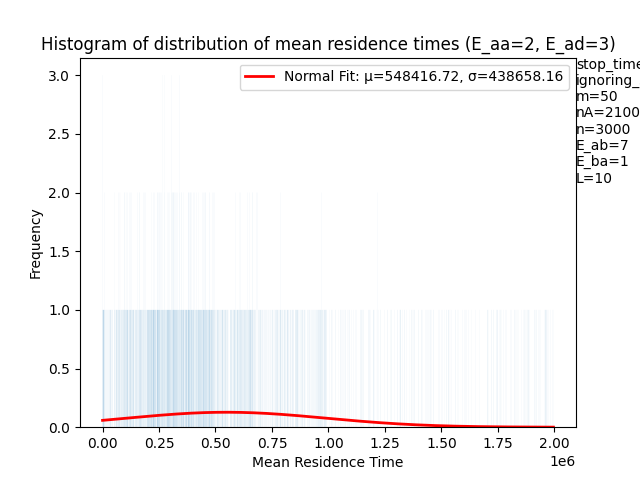 Histogram of distribution of mean residence times (E_aa=2, E_ad=3)
Normal Fit: μ=548416.72, σ=438658.16
stop_time
ignoring_
m=50
nA=2100
n=3000
E_ab=7
E_ba=1
L=10
Frequency
3.0
2.5
2.0
1.5
1.0
0.5
0.0
0.00 0.25 0.50 0.75 1.00 1.25 1.50 1.75 2.00
1e6
Mean Residence Time